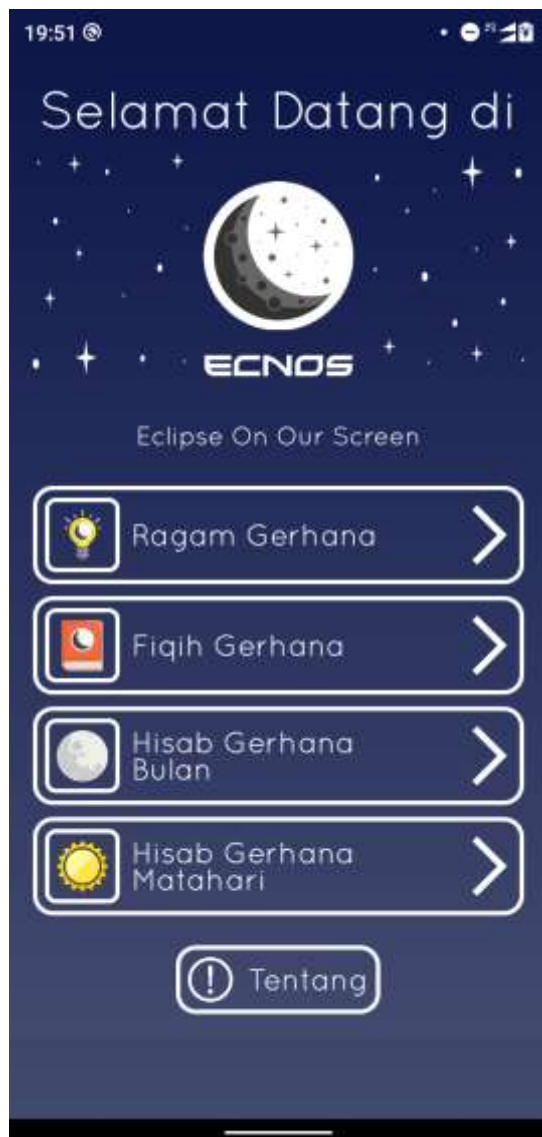 19:51
Selamat Datang di
ECNOS
Eclipse On Our Screen
Ragam Gerhana
Fiqih Gerhana
Hisab Gerhana
Bulan
Hisab Gerhana
Matahari
Tentang